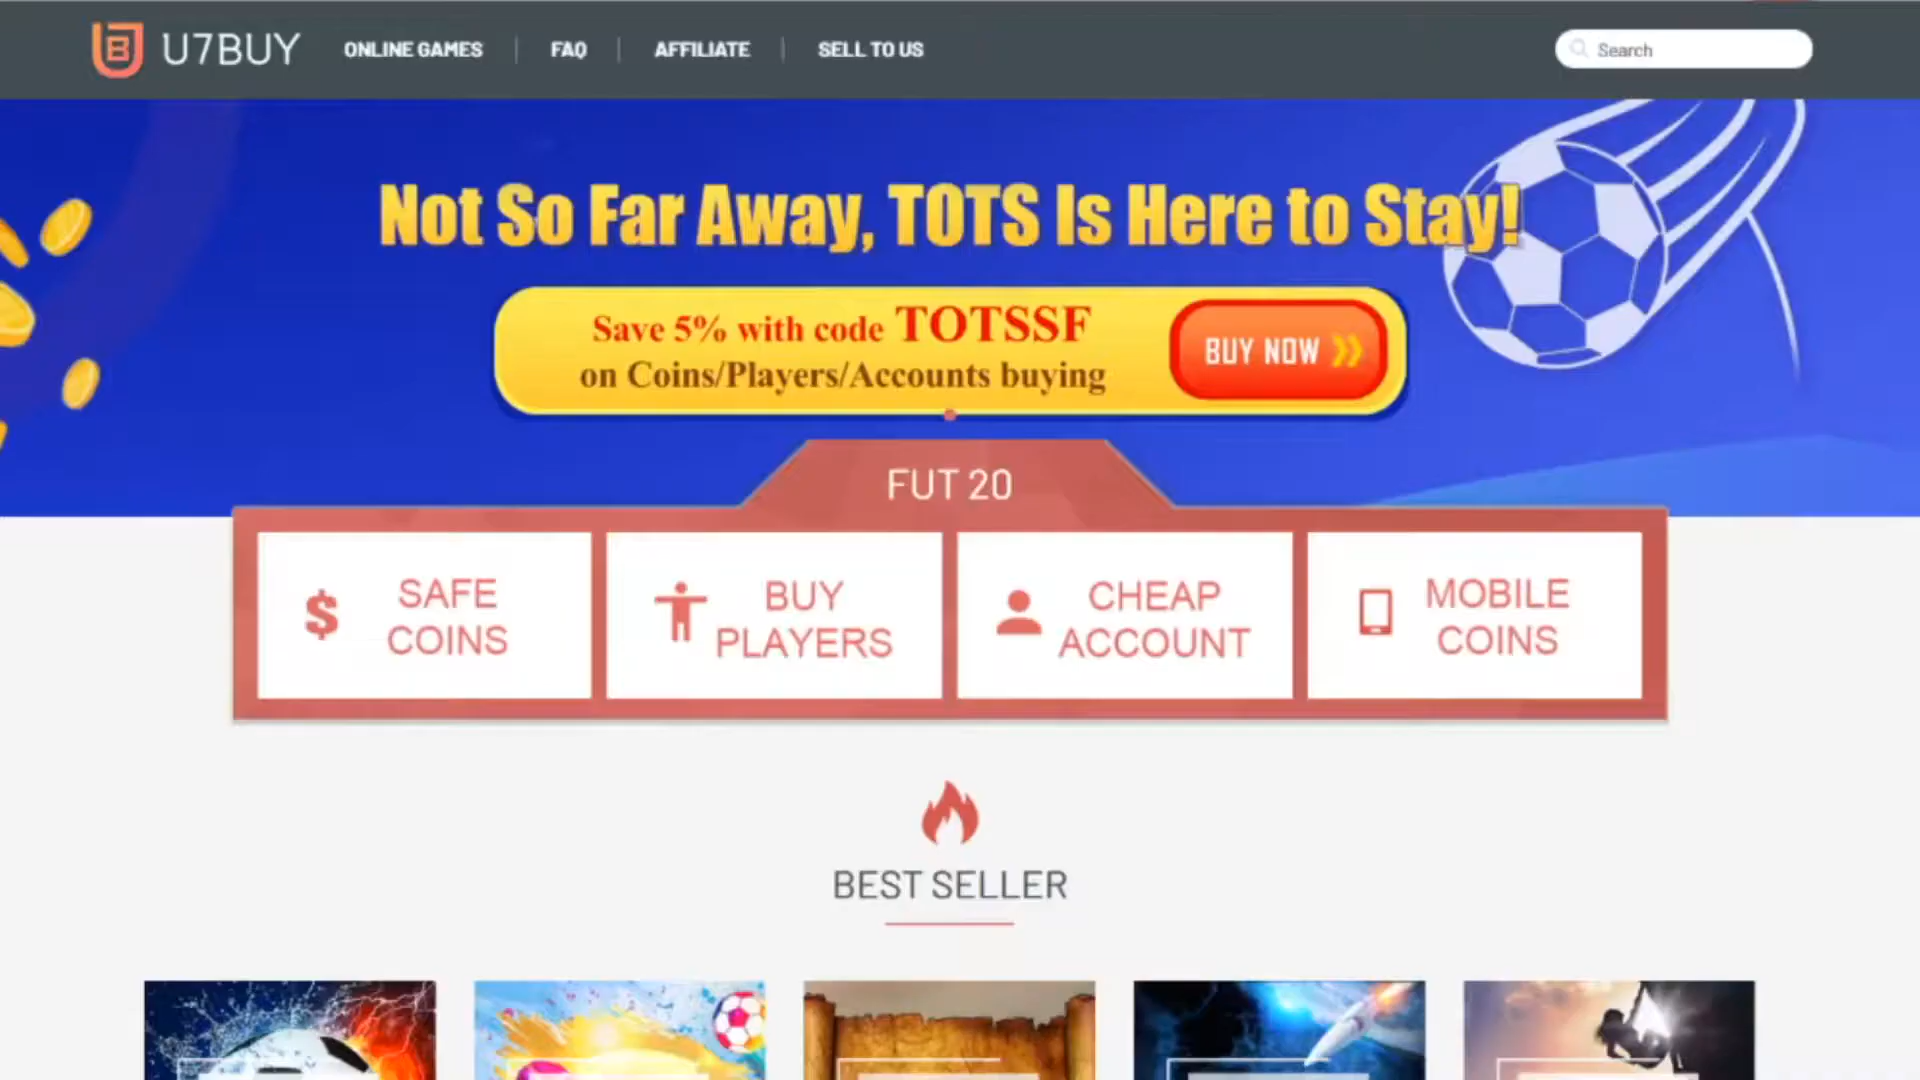 U7BUY
ONLINE GAMES
FAQ
AFFILIATE
SELL TO US
Search
Not So Far Away, TOTS Is Here to Stay!
Save 5% with code TOTSSF
on Coins/Players/Accounts buying
BUY NOW
FUT 20
SAFE
COINS
BUY
PLAYERS
CHEAP
ACCOUNT
MOBILE
COINS
BEST SELLER